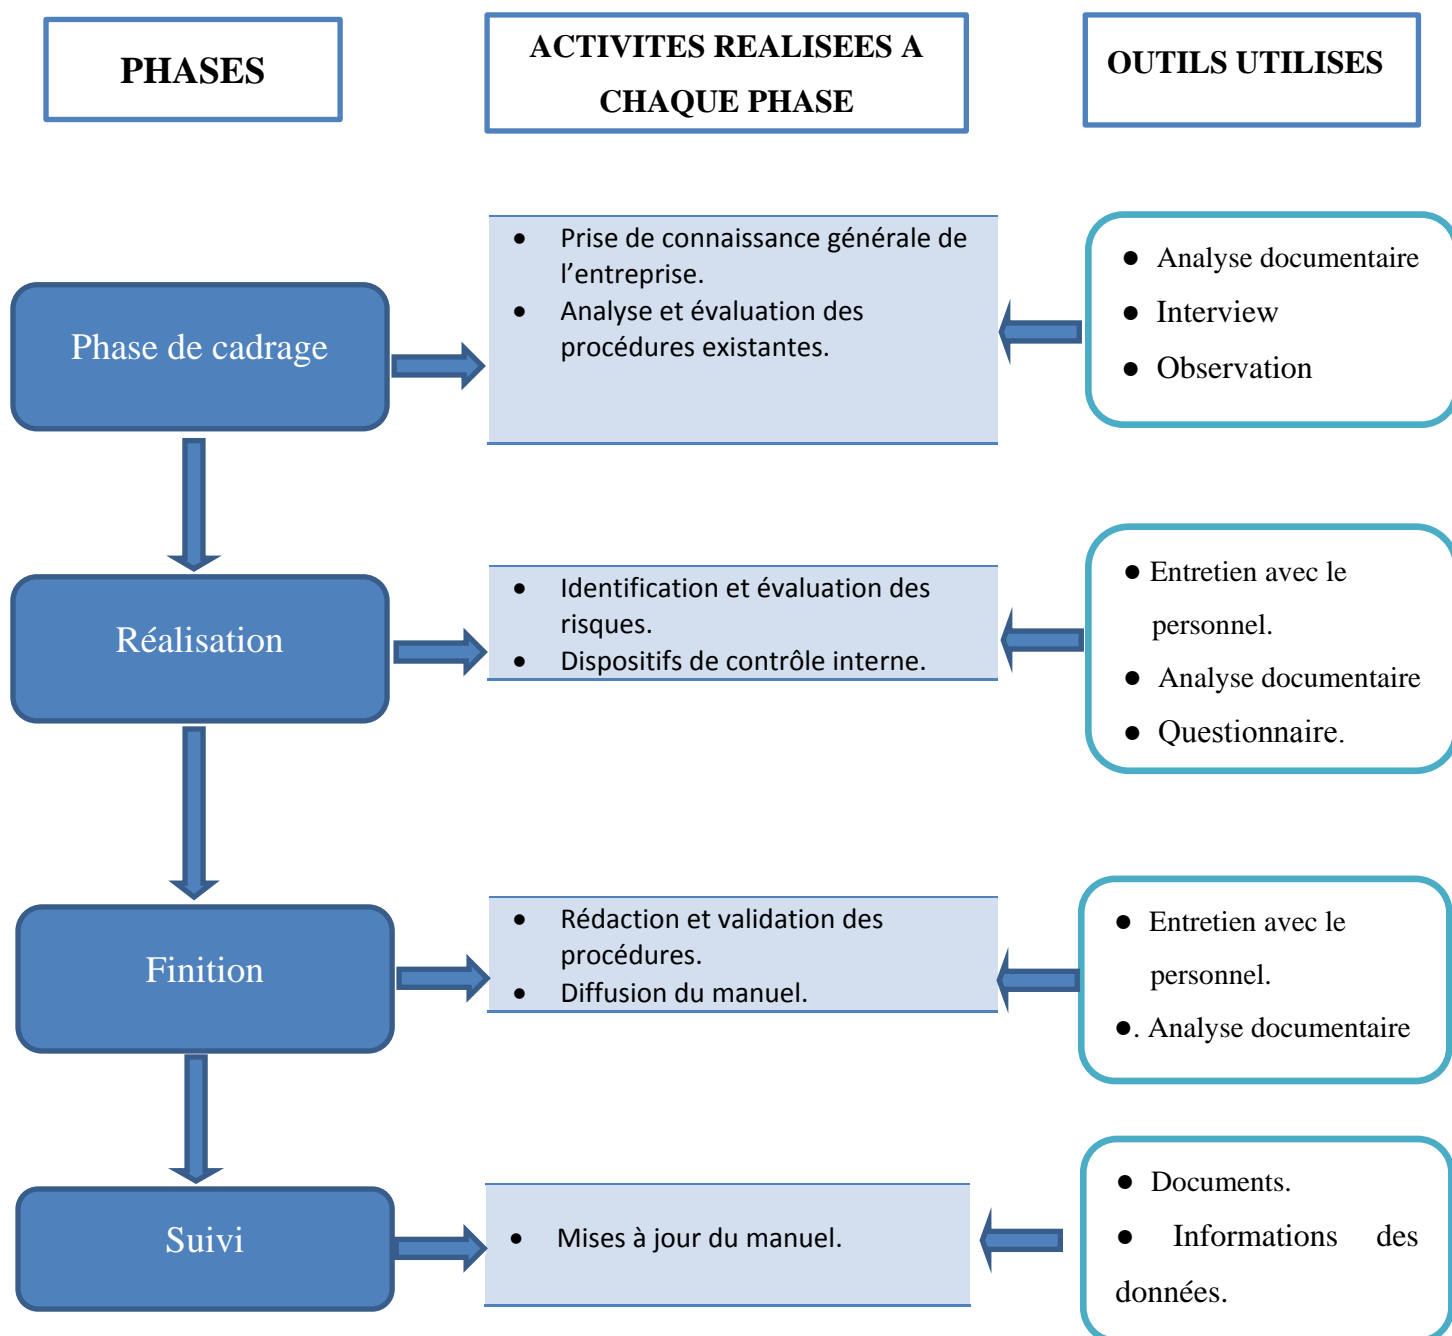 PHASES
ACTIVITES REALISEES A
CHAQUE PHASE
OUTILS UTILISES
Phase de cadrage
• Prise de connaissance générale de
l’entreprise.
• Analyse et évaluation des
procédures existantes.
● Analyse documentaire
● Interview
● Observation
Réalisation
• Identification et évaluation des
risques.
• Dispositifs de contrôle interne.
● Entretien avec le
personnel.
● Analyse documentaire
● Questionnaire.
Finition
• Rédaction et validation des
procédures.
• Diffusion du manuel.
● Entretien avec le
personnel.
●. Analyse documentaire
Suivi
• Mises à jour du manuel.
● Documents.
● Informations des
données.